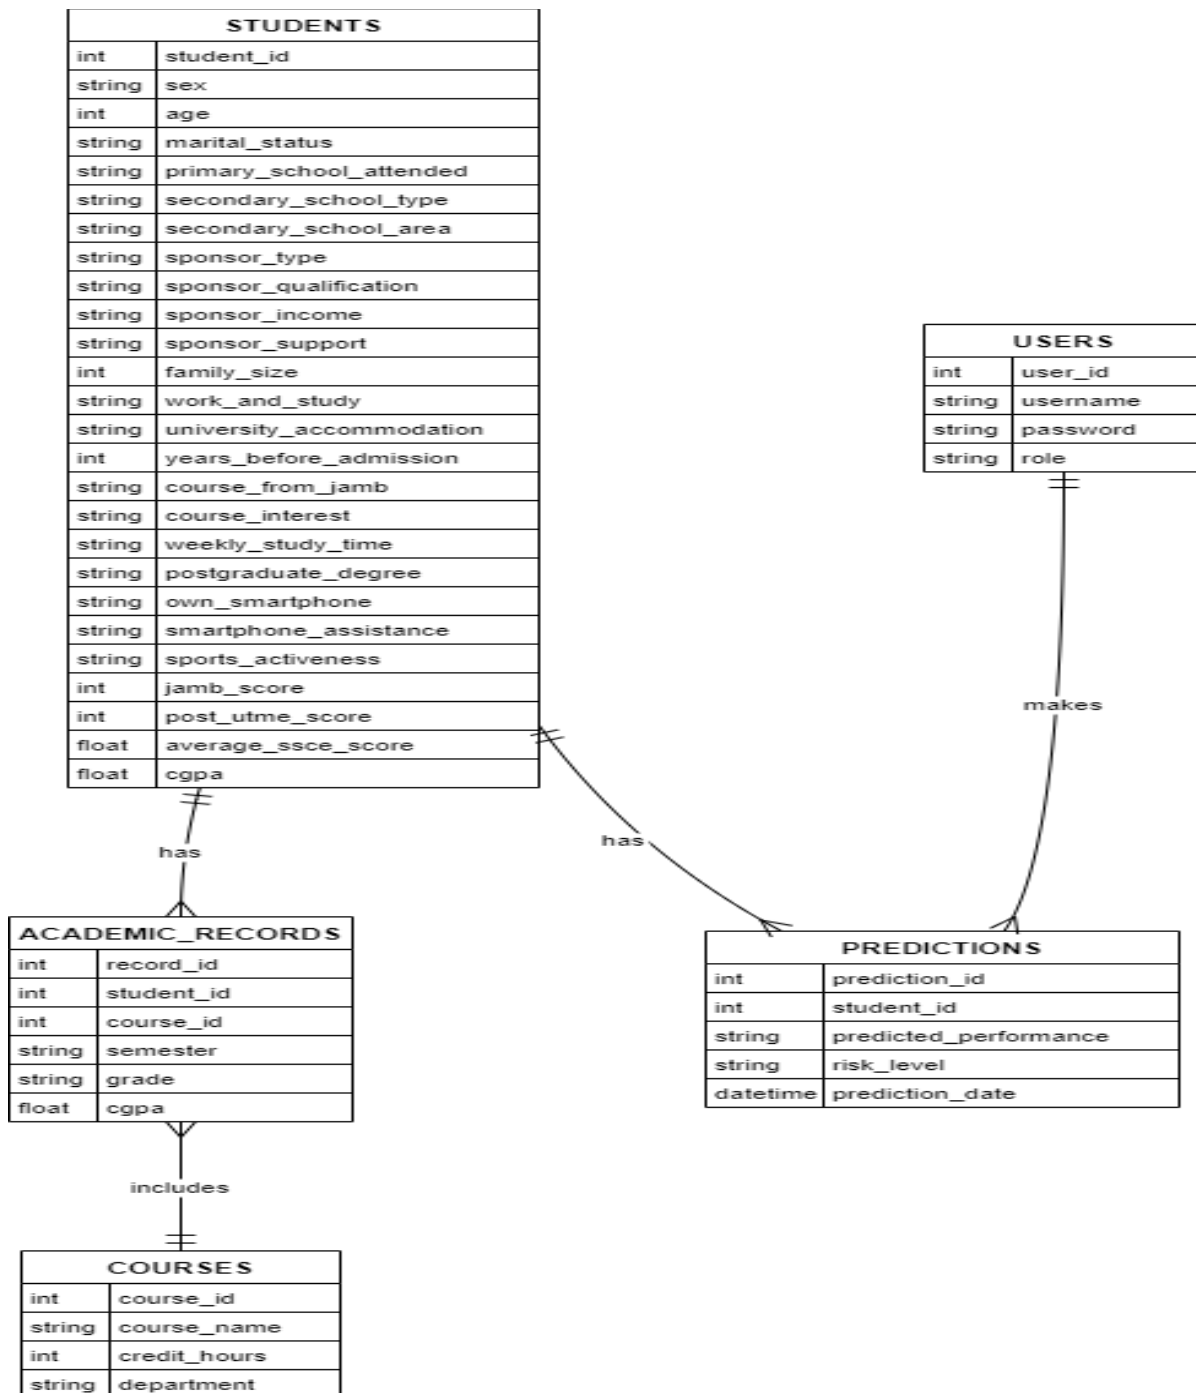 STUDENTS
int student_id
string sex
int age
string marital_status
string primary_school_attended
string secondary_school_type
string secondary_school_area
string sponsor_type
string sponsor_qualification
string sponsor_income
string sponsor_support
int family_size
string work_and_study
string university_accommodation
int years_before_admission
string course_from_jamb
string course_interest
string weekly_study_time
string postgraduate_degree
string own_smartphone
string smartphone_assistance
string sports_activeness
int jamb_score
int post_utme_score
float average_ssce_score
float cgpa
USERS
int user_id
string username
string password
string role
makes
has
has
ACADEMIC_RECORDS
int record_id
int student_id
int course_id
string semester
string grade
float cgpa
PREDICTIONS
int prediction_id
int student_id
string predicted_performance
string risk_level
datetime prediction_date
includes
COURSES
int course_id
string course_name
int credit_hours
string department